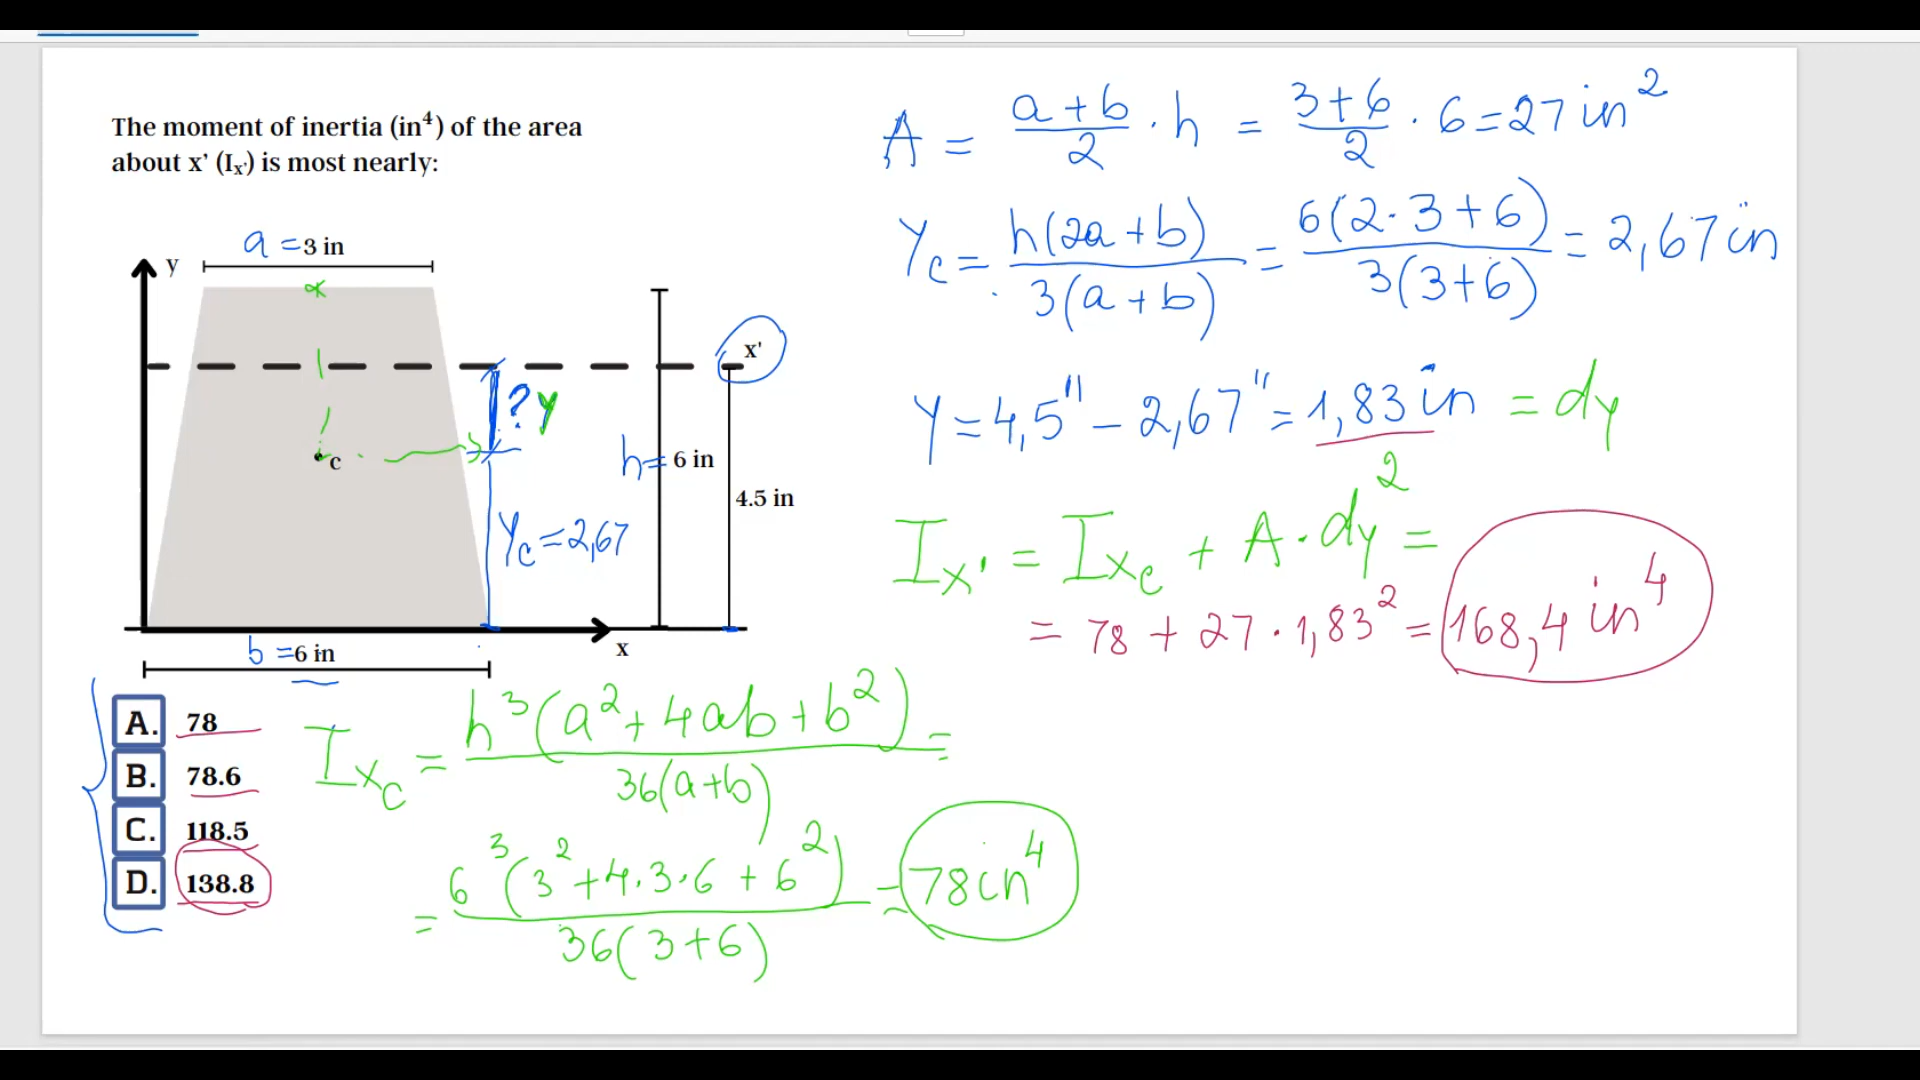 The moment of inertia (in⁴) of the area
about x’ (Iₓ’) is most nearly:
a = 3 in
y
x'
? y
c
h = 6 in
4.5 in
Yc = 2,67
x
b = 6 in
A. 78
B. 78.6
C. 118.5
D. 138.8
A = (a + b)/2 · h = (3+6)/2 · 6 = 27 in²
Yc = h(2a + b)/3(a + b) = 6(2·3+6)/3(3+6) = 2,67 in
Y = 4,5" - 2,67" = 1,83 in = dy
Ix' = Ixc + A · dy² =
= 78 + 27 · 1,83² = 168,4 in⁴
Ixc = h³(a² + 4ab + b²)/36(a+b) =
= 6³(3² + 4·3·6 + 6²)/36(3+6) = 78 in⁴